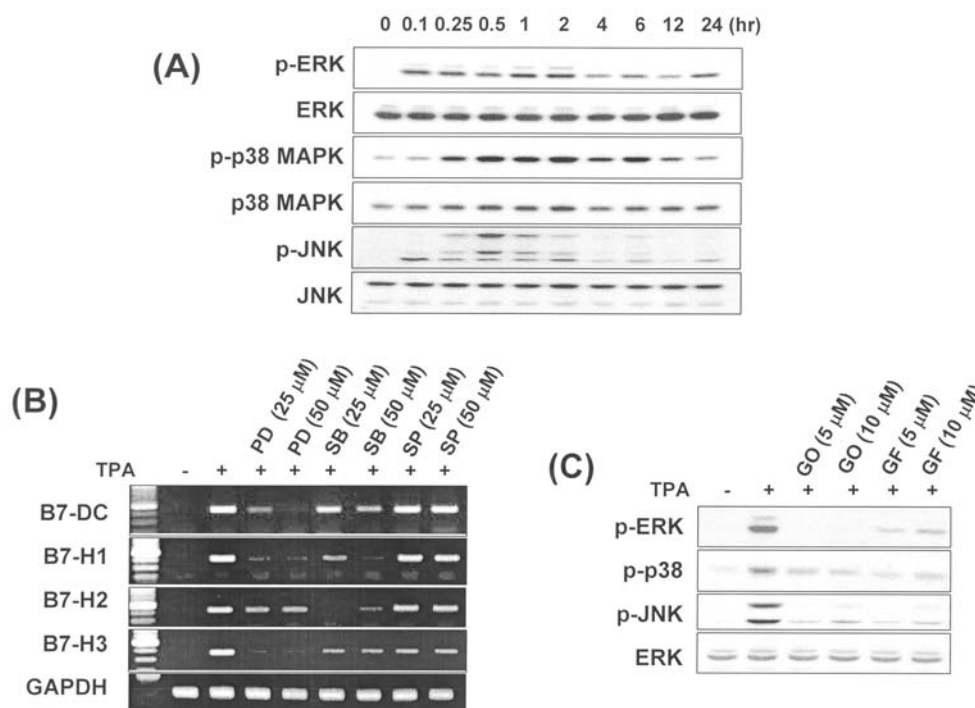 0 0.1 0.25 0.5 1 2 4 6 12 24 (hr)
(A)
p-ERK
ERK
p-p38 MAPK
p38 MAPK
p-JNK
JNK
(B)
PD (25 μM)
PD (50 μM)
SB (25 μM)
SB (50 μM)
SP (25 μM)
SP (50 μM)
TPA - + + + + + + +
B7-DC
B7-H1
B7-H2
B7-H3
GAPDH
(C)
GO (5 μM)
GO (10 μM)
GF (5 μM)
GF (10 μM)
TPA - + + + + +
p-ERK
p-p38
p-JNK
ERK